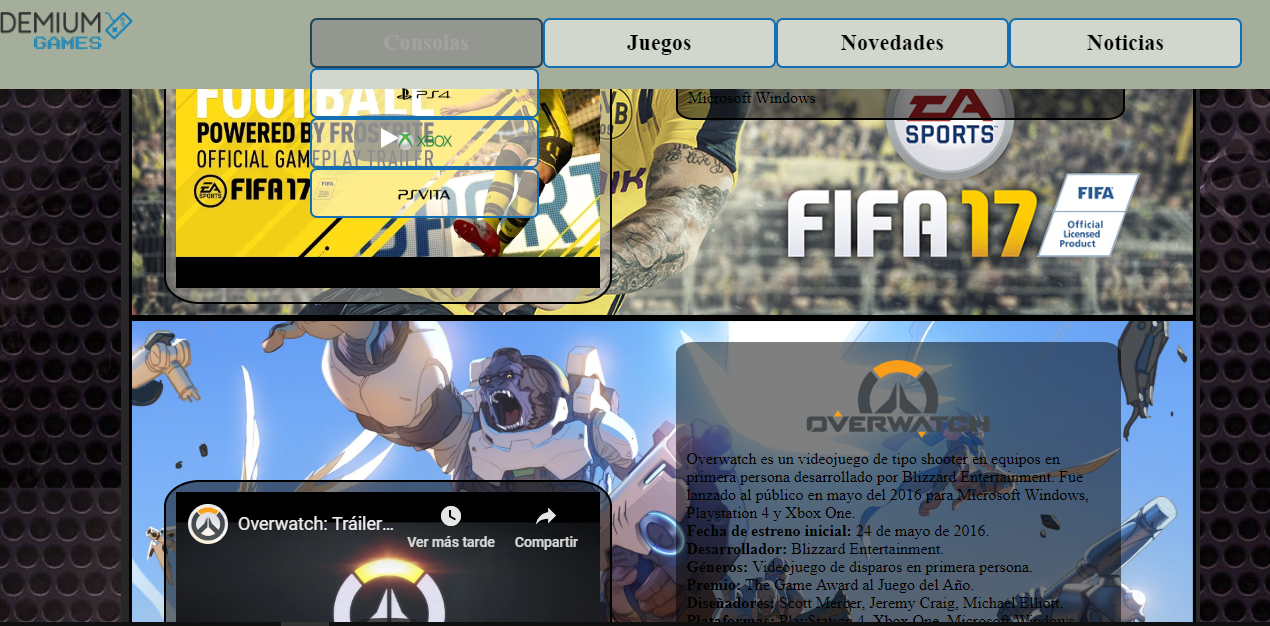 DEMIUM
GAMES
Consolas
Juegos
Novedades
Noticias
PS4
XBOX
PSVITA
FOOTBALL
POWERED BY FROSTBITE
OFFICIAL GAMEPLAY TRAILER
EA SPORTS FIFA 17
Microsoft Windows
EA
SPORTS
FIFA 17
FIFA
Official
Licensed
Product
OVERWATCH
Overwatch es un videojuego de tipo shooter en equipos en
primera persona desarrollado por Blizzard Entertainment. Fue
lanzado al público en mayo del 2016 para Microsoft Windows,
Playstation 4 y Xbox One.
Fecha de estreno inicial: 24 de mayo de 2016.
Desarrollador: Blizzard Entertainment.
Géneros: Videojuego de disparos en primera persona.
Premio: The Game Award al Juego del Año.
Diseñadores: Scott Mercer, Jeremy Craig, Michael Elliott.
Plataformas: PlayStation 4, Xbox One, Microsoft Windows
Overwatch: Tráiler...
Ver más tarde
Compartir